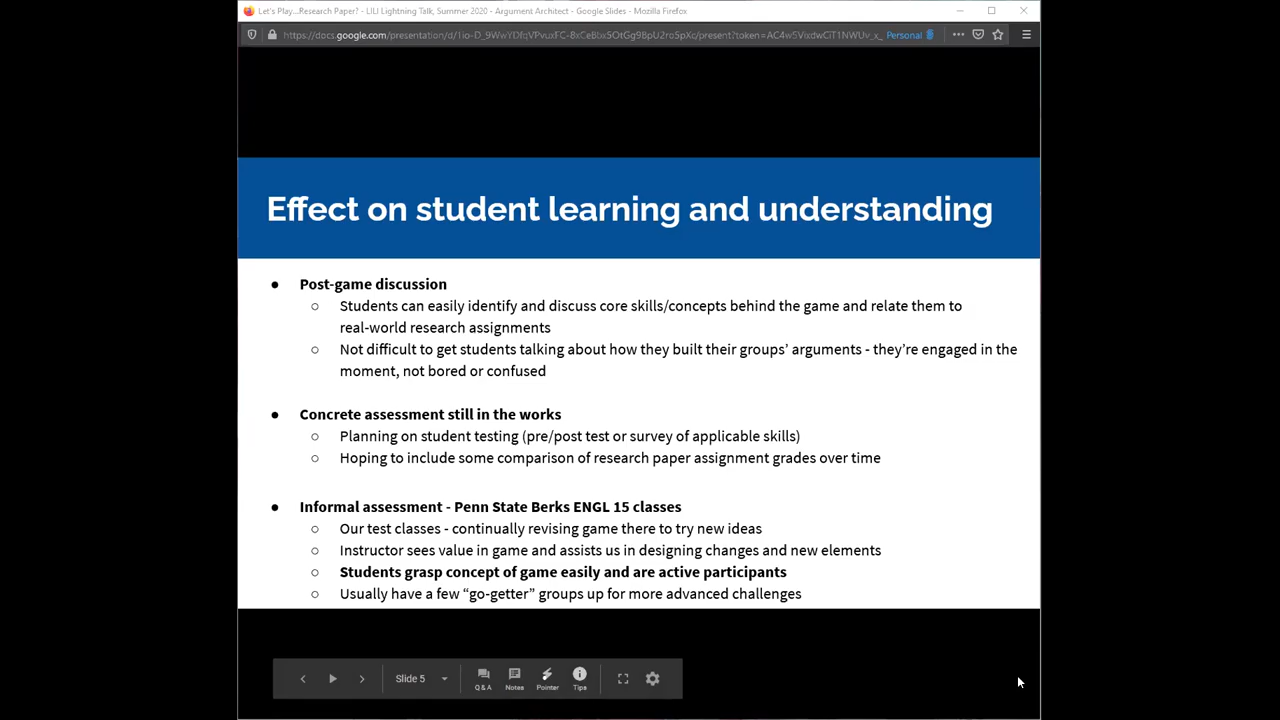 Let's Play...Research Paper? - LILI Lightning Talk, Summer 2020 - Argument Architect - Google Slides - Mozilla Firefox
Personal
Effect on student learning and understanding
● Post-game discussion
○ Students can easily identify and discuss core skills/concepts behind the game and relate them to
real-world research assignments
○ Not difficult to get students talking about how they built their groups’ arguments - they’re engaged in the
moment, not bored or confused
● Concrete assessment still in the works
○ Planning on student testing (pre/post test or survey of applicable skills)
○ Hoping to include some comparison of research paper assignment grades over time
● Informal assessment - Penn State Berks ENGL 15 classes
○ Our test classes - continually revising game there to try new ideas
○ Instructor sees value in game and assists us in designing changes and new elements
○ Students grasp concept of game easily and are active participants
○ Usually have a few “go-getter” groups up for more advanced challenges
Slide 5
Q & A Notes Pointer Tips